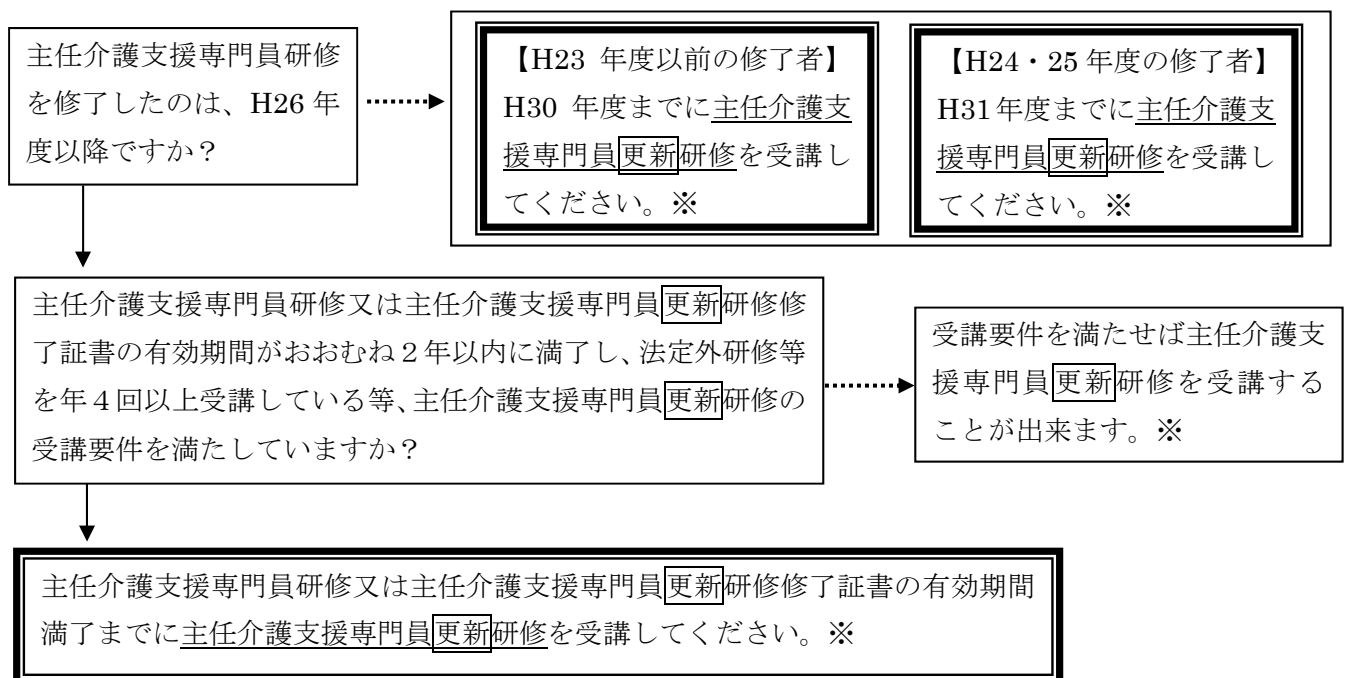 主任介護支援専門員研修
を修了したのは、H26 年
度以降ですか?
【H23 年度以前の修了者】
H30 年度までに主任介護支
援専門員更新研修を受講し
てください。※
【H24・25 年度の修了者】
H31 年度までに主任介護支
援専門員更新研修を受講し
てください。※
主任介護支援専門員研修又は主任介護支援専門員更新研修修
了証書の有効期間がおおむね2年以内に満了し、法定外研修等
を年4回以上受講している等、主任介護支援専門員更新研修の
受講要件を満たしていますか?
受講要件を満たせば主任介護支
援専門員更新研修を受講する
ことが出来ます。※
主任介護支援専門員研修又は主任介護支援専門員更新研修修了証書の有効期間
満了までに主任介護支援専門員更新研修を受講してください。※